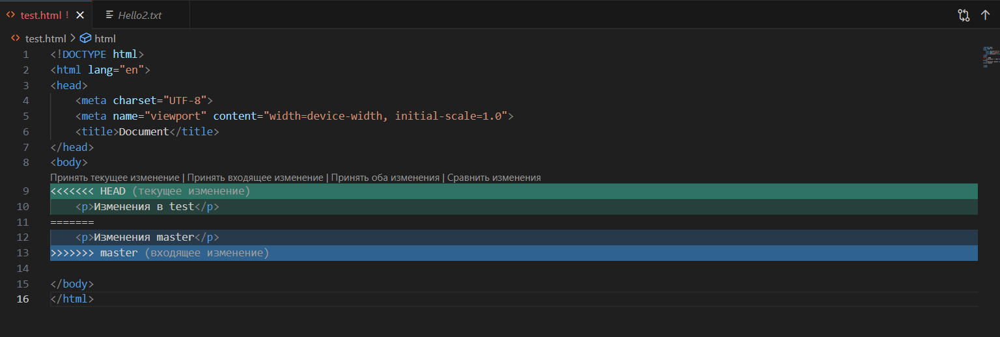 test.html ! Hello2.txt
test.html > html
1 <!DOCTYPE html>
2 <html lang="en">
3 <head>
4     <meta charset="UTF-8">
5     <meta name="viewport" content="width=device-width, initial-scale=1.0">
6     <title>Document</title>
7 </head>
8 <body>
Принять текущее изменение | Принять входящее изменение | Принять оба изменения | Сравнить изменения
9 <<<<<<< HEAD (текущее изменение)
10     <p>Изменения в test</p>
11 =======
12     <p>Изменения master</p>
13 >>>>>>> master (входящее изменение)
14
15 </body>
16 </html>